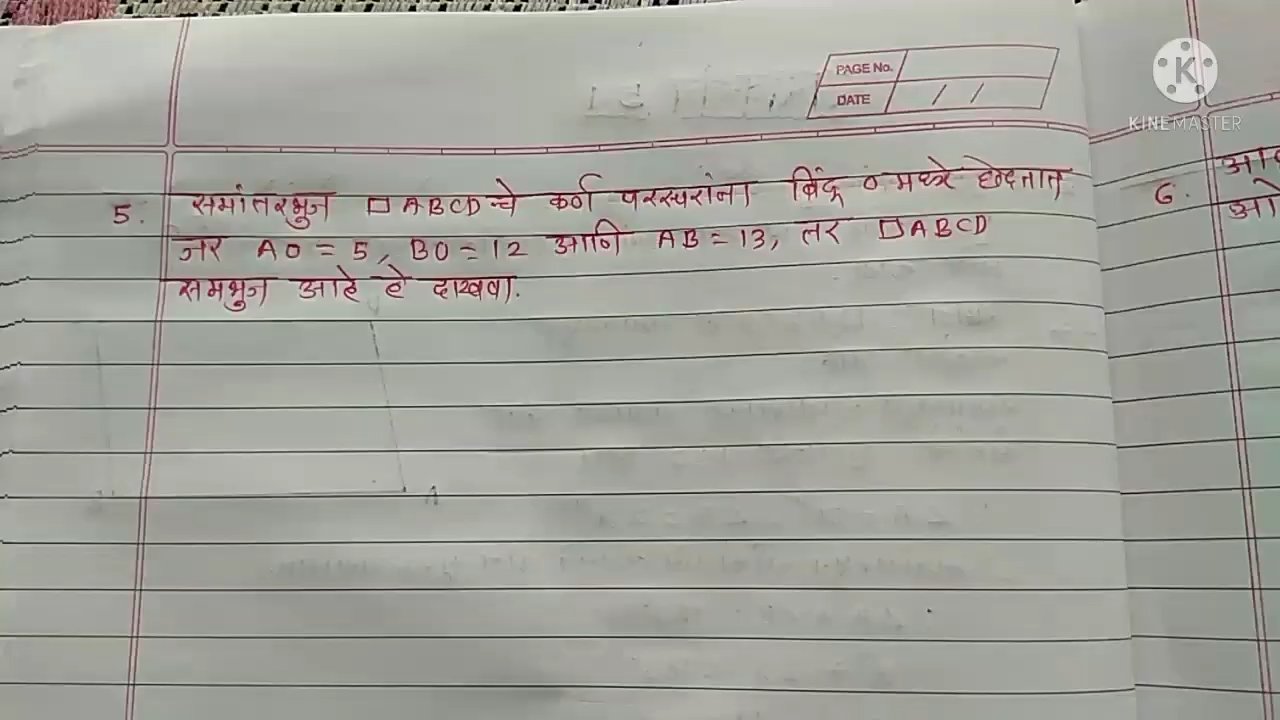 PAGE No.
DATE / /
K
KINEMASTER
5. समांतरभुज □ABCD चे कर्ण परस्परांना बिंदू O मध्ये छेदतात
जर AO = 5, BO = 12 आणि AB = 13, तर □ABCD
समभुज आहे हे दाखवा.
6.
A